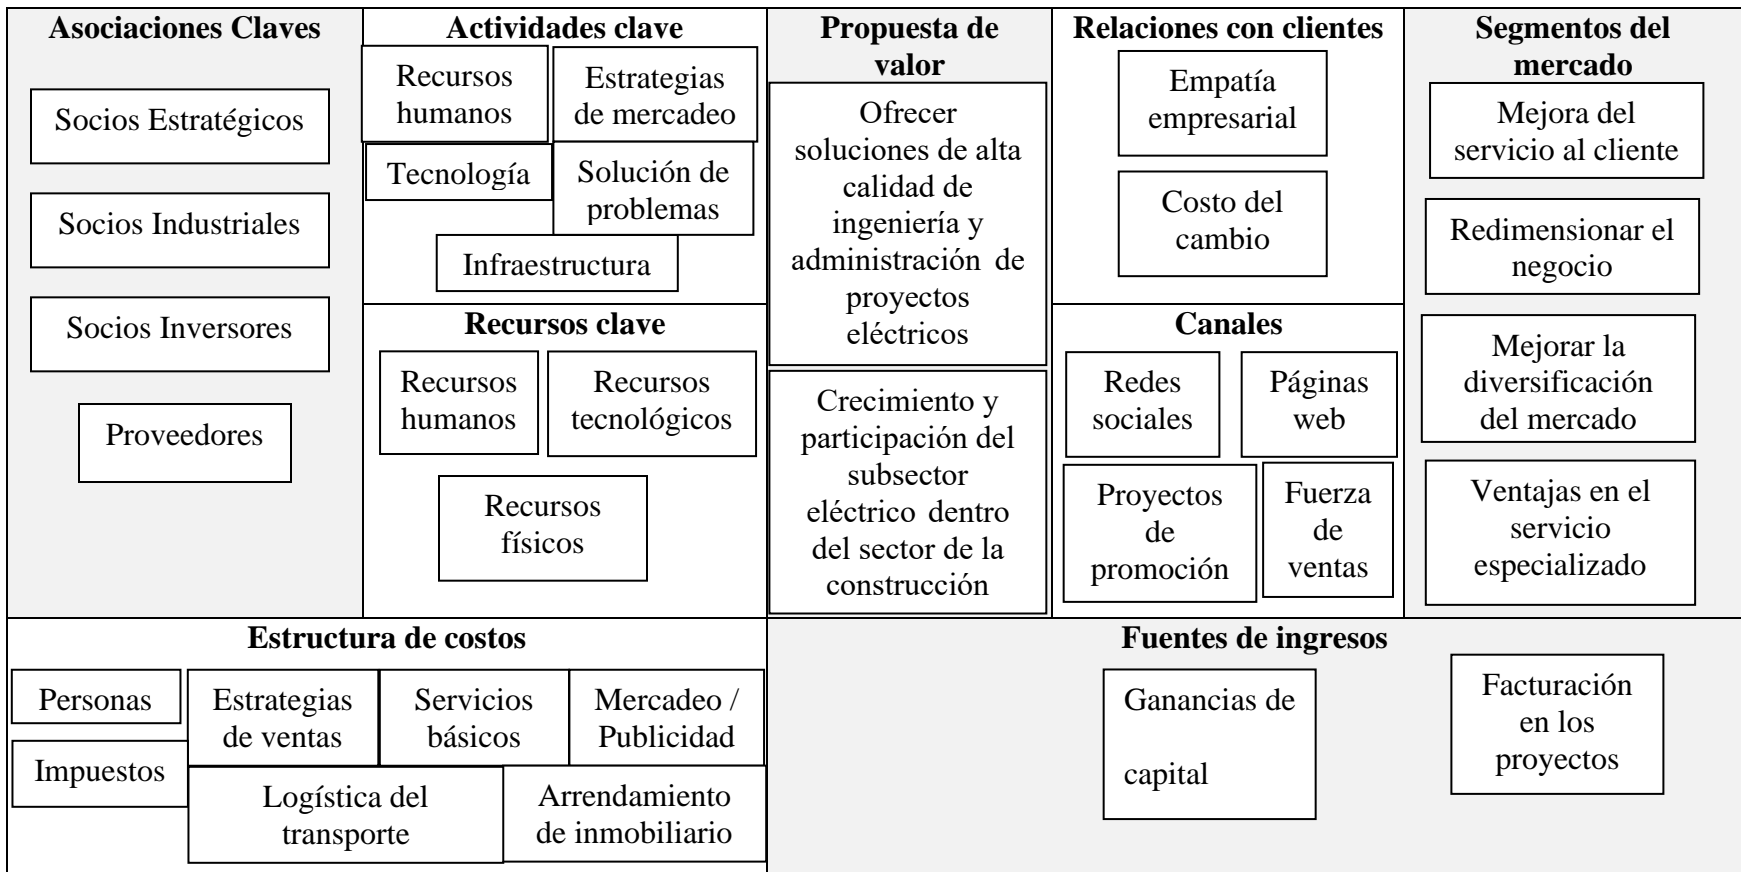 Asociaciones Claves
Socios Estratégicos
Socios Industriales
Socios Inversores
Proveedores
Actividades clave
Recursos
humanos
Estrategias
de mercadeo
Tecnología
Solución de
problemas
Infraestructura
Recursos clave
Recursos
humanos
Recursos
tecnológicos
Recursos
físicos
Propuesta de
valor
Ofrecer
soluciones de alta
calidad de
ingeniería y
administración de
proyectos
eléctricos
Crecimiento y
participación del
subsector
eléctrico dentro
del sector de la
construcción
Relaciones con clientes
Empatía
empresarial
Costo del
cambio
Canales
Redes
sociales
Páginas
web
Proyectos
de
promoción
Fuerza
de
ventas
Segmentos del
mercado
Mejora del
servicio al cliente
Redimensionar el
negocio
Mejorar la
diversificación
del mercado
Ventajas en el
servicio
especializado
Estructura de costos
Personas
Estrategias
de ventas
Servicios
básicos
Mercadeo /
Publicidad
Impuestos
Logística del
transporte
Arrendamiento
de inmobiliario
Fuentes de ingresos
Ganancias de
capital
Facturación
en los
proyectos